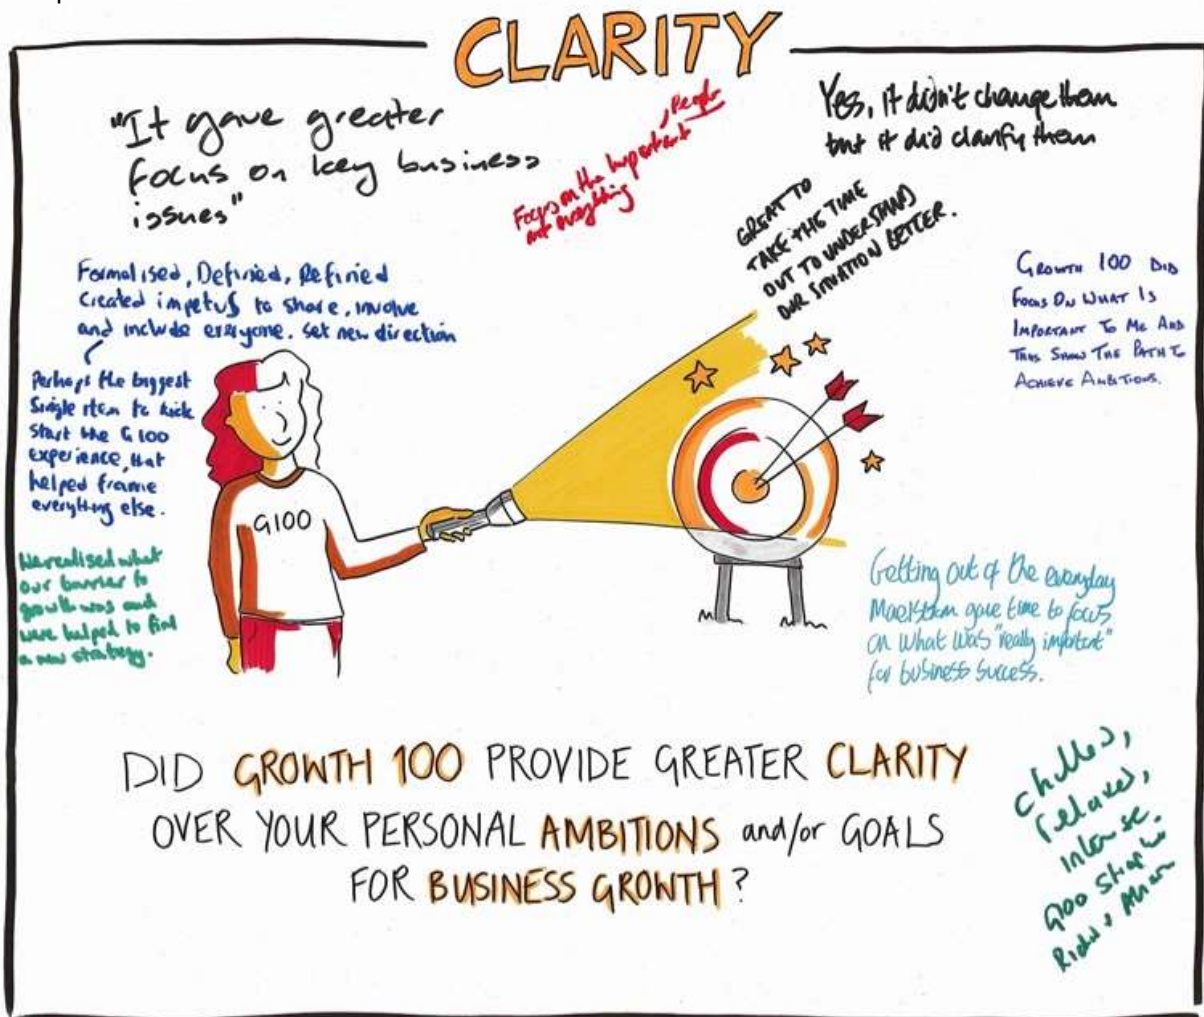 CLARITY
"It gave greater
focus on key business
issues"
Focus on the important, People
not everything
Yes, it didn't change them
but it did clarify them
GREAT TO
TAKE THE TIME
OUT TO UNDERSTAND
OUR SITUATION BETTER.
Formalised, Defined, Refined
created impetus to share, involve
and include everyone. Set new direction
GROWTH 100 DID
FOCUS ON WHAT IS
IMPORTANT TO ME AND
THIS SHOW THE PATH TO
ACHIEVE AMBITIONS.
Perhaps the biggest
Single item to kick
start the G100
experience, that
helped frame
everything else.
G100
We realised what
our barrier to
growth was and
were helped to find
a new strategy.
Getting out of the everyday
Maelstrom gave time to focus
on what was "really important"
for business success.
DID GROWTH 100 PROVIDE GREATER CLARITY
OVER YOUR PERSONAL AMBITIONS and/or GOALS
FOR BUSINESS GROWTH?
chilled,
relaxed,
intense.